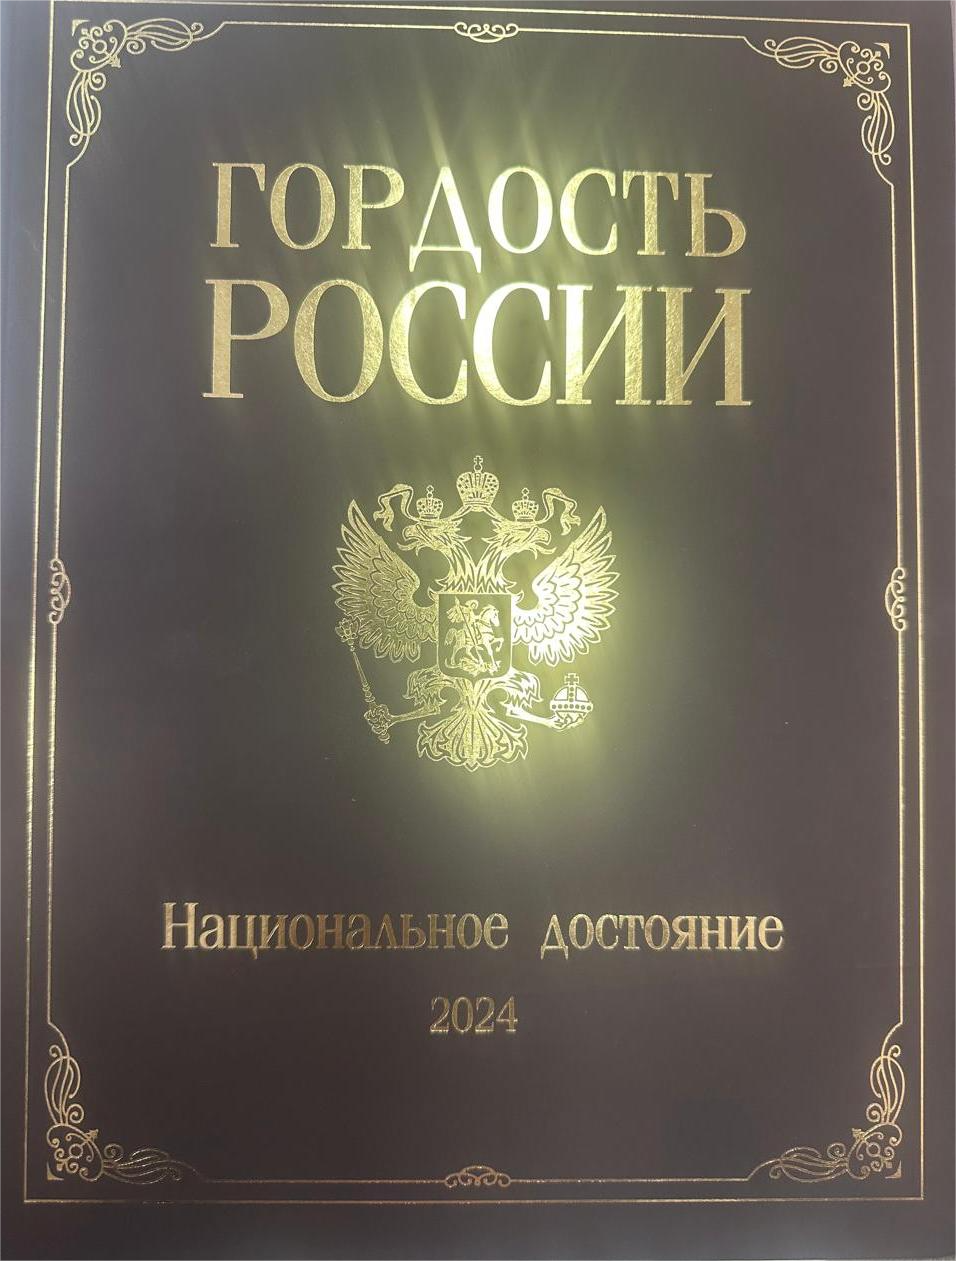 ГОРДОСТЬ
РОССИИ
Национальное достояние
2024